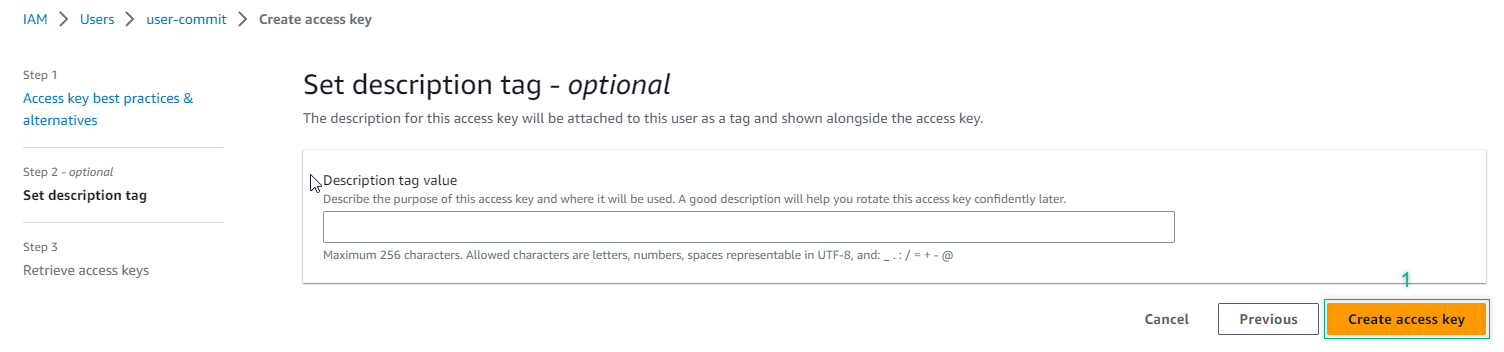 IAM > Users > user-commit > Create access key
Step 1
Access key best practices &
alternatives
Step 2 - optional
Set description tag
Step 3
Retrieve access keys
Set description tag - optional
The description for this access key will be attached to this user as a tag and shown alongside the access key.
Description tag value
Describe the purpose of this access key and where it will be used. A good description will help you rotate this access key confidently later.
Maximum 256 characters. Allowed characters are letters, numbers, spaces representable in UTF-8, and: _ . : / = + - @
1
Cancel Previous Create access key